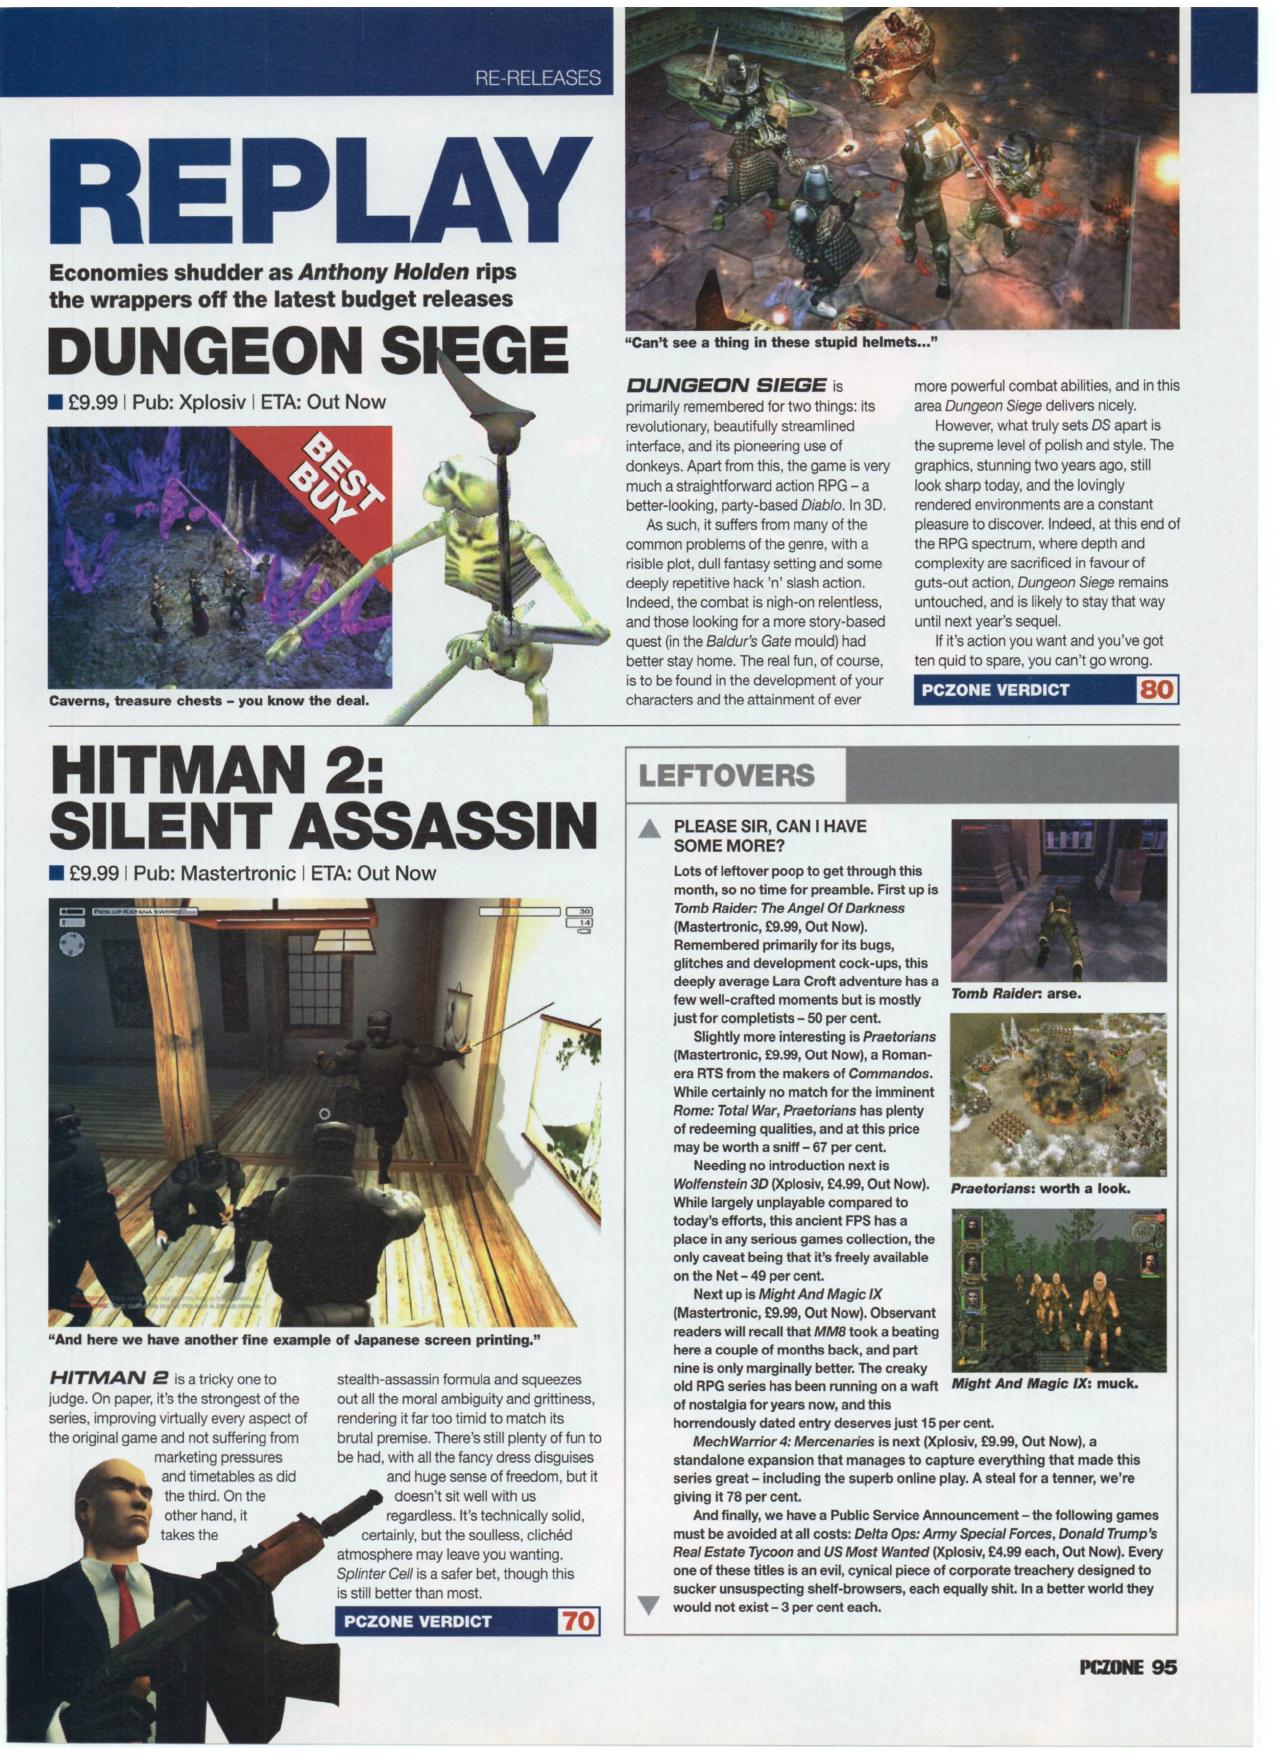 RE-RELEASES
REPLAY
Economies shudder as Anthony Holden rips
the wrappers off the latest budget releases
DUNGEON SIEGE
£9.99 | Pub: Xplosiv | ETA: Out Now
BEST
BUY
Caverns, treasure chests – you know the deal.
"Can't see a thing in these stupid helmets..."
DUNGEON SIEGE is
primarily remembered for two things: its
revolutionary, beautifully streamlined
interface, and its pioneering use of
donkeys. Apart from this, the game is very
much a straightforward action RPG – a
better-looking, party-based Diablo. In 3D.
As such, it suffers from many of the
common problems of the genre, with a
risible plot, dull fantasy setting and some
deeply repetitive hack 'n' slash action.
Indeed, the combat is nigh-on relentless,
and those looking for a more story-based
quest (in the Baldur's Gate mould) had
better stay home. The real fun, of course,
is to be found in the development of your
characters and the attainment of ever
more powerful combat abilities, and in this
area Dungeon Siege delivers nicely.
However, what truly sets DS apart is
the supreme level of polish and style. The
graphics, stunning two years ago, still
look sharp today, and the lovingly
rendered environments are a constant
pleasure to discover. Indeed, at this end of
the RPG spectrum, where depth and
complexity are sacrificed in favour of
guts-out action, Dungeon Siege remains
untouched, and is likely to stay that way
until next year's sequel.
If it's action you want and you've got
ten quid to spare, you can't go wrong.
PCZONE VERDICT 80
HITMAN 2:
SILENT ASSASSIN
£9.99 | Pub: Mastertronic | ETA: Out Now
PICK UP KATANA SWORD
30
14
"And here we have another fine example of Japanese screen printing."
HITMAN 2 is a tricky one to
judge. On paper, it's the strongest of the
series, improving virtually every aspect of
the original game and not suffering from
marketing pressures
and timetables as did
the third. On the
other hand, it
takes the
stealth-assassin formula and squeezes
out all the moral ambiguity and grittiness,
rendering it far too timid to match its
brutal premise. There's still plenty of fun to
be had, with all the fancy dress disguises
and huge sense of freedom, but it
doesn't sit well with us
regardless. It's technically solid,
certainly, but the soulless, clichéd
atmosphere may leave you wanting.
Splinter Cell is a safer bet, though this
is still better than most.
PCZONE VERDICT 70
LEFTOVERS
PLEASE SIR, CAN I HAVE
SOME MORE?
Lots of leftover poop to get through this
month, so no time for preamble. First up is
Tomb Raider: The Angel Of Darkness
(Mastertronic, £9.99, Out Now).
Remembered primarily for its bugs,
glitches and development cock-ups, this
deeply average Lara Croft adventure has a
few well-crafted moments but is mostly
just for completists – 50 per cent.
Slightly more interesting is Praetorians
(Mastertronic, £9.99, Out Now), a Roman-
era RTS from the makers of Commandos.
While certainly no match for the imminent
Rome: Total War, Praetorians has plenty
of redeeming qualities, and at this price
may be worth a sniff – 67 per cent.
Needing no introduction next is
Wolfenstein 3D (Xplosiv, £4.99, Out Now).
While largely unplayable compared to
today's efforts, this ancient FPS has a
place in any serious games collection, the
only caveat being that it's freely available
on the Net – 49 per cent.
Next up is Might And Magic IX
(Mastertronic, £9.99, Out Now). Observant
readers will recall that MM8 took a beating
here a couple of months back, and part
nine is only marginally better. The creaky
old RPG series has been running on a waft
of nostalgia for years now, and this
horrendously dated entry deserves just 15 per cent.
MechWarrior 4: Mercenaries is next (Xplosiv, £9.99, Out Now), a
standalone expansion that manages to capture everything that made this
series great – including the superb online play. A steal for a tenner, we're
giving it 78 per cent.
And finally, we have a Public Service Announcement – the following games
must be avoided at all costs: Delta Ops: Army Special Forces, Donald Trump's
Real Estate Tycoon and US Most Wanted (Xplosiv, £4.99 each, Out Now). Every
one of these titles is an evil, cynical piece of corporate treachery designed to
sucker unsuspecting shelf-browsers, each equally shit. In a better world they
would not exist – 3 per cent each.
Tomb Raider: arse.
Praetorians: worth a look.
Might And Magic IX: muck.
PCZONE 95